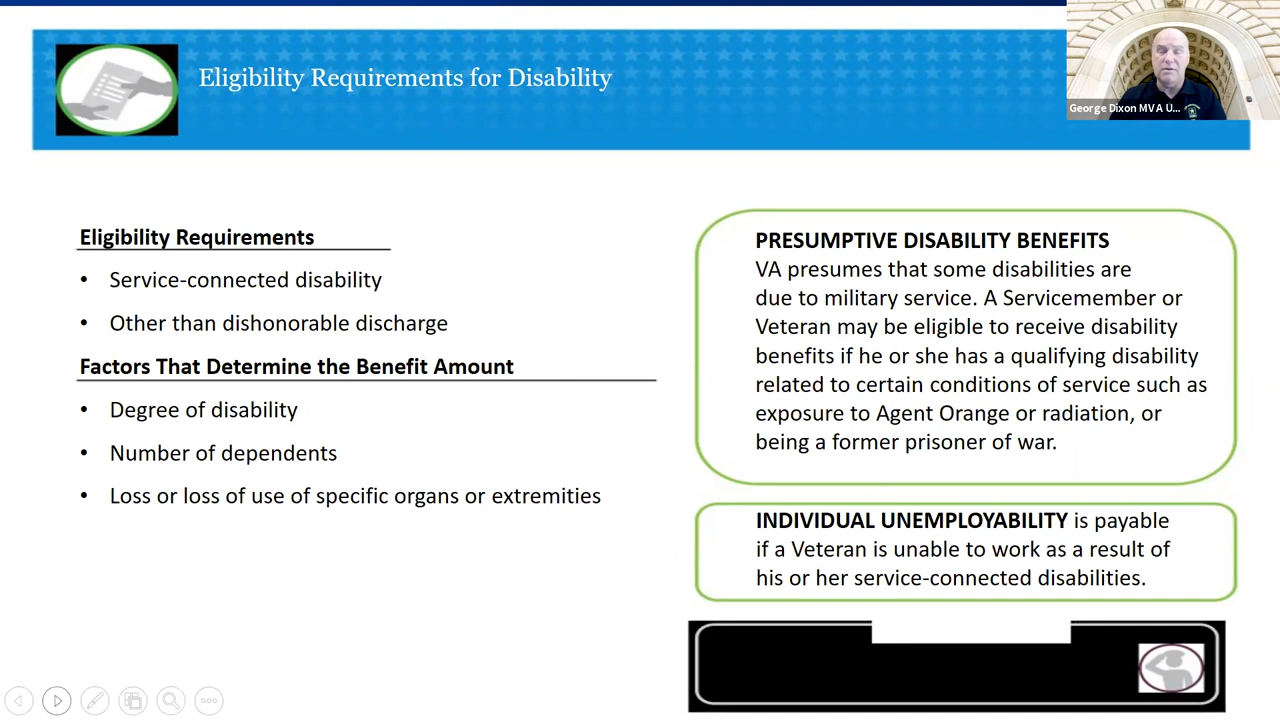 Eligibility Requirements for Disability
George Dixon MVA U...
Eligibility Requirements
• Service-connected disability
• Other than dishonorable discharge
Factors That Determine the Benefit Amount
• Degree of disability
• Number of dependents
• Loss or loss of use of specific organs or extremities
PRESUMPTIVE DISABILITY BENEFITS
VA presumes that some disabilities are
due to military service. A Servicemember or
Veteran may be eligible to receive disability
benefits if he or she has a qualifying disability
related to certain conditions of service such as
exposure to Agent Orange or radiation, or
being a former prisoner of war.
INDIVIDUAL UNEMPLOYABILITY is payable
if a Veteran is unable to work as a result of
his or her service-connected disabilities.